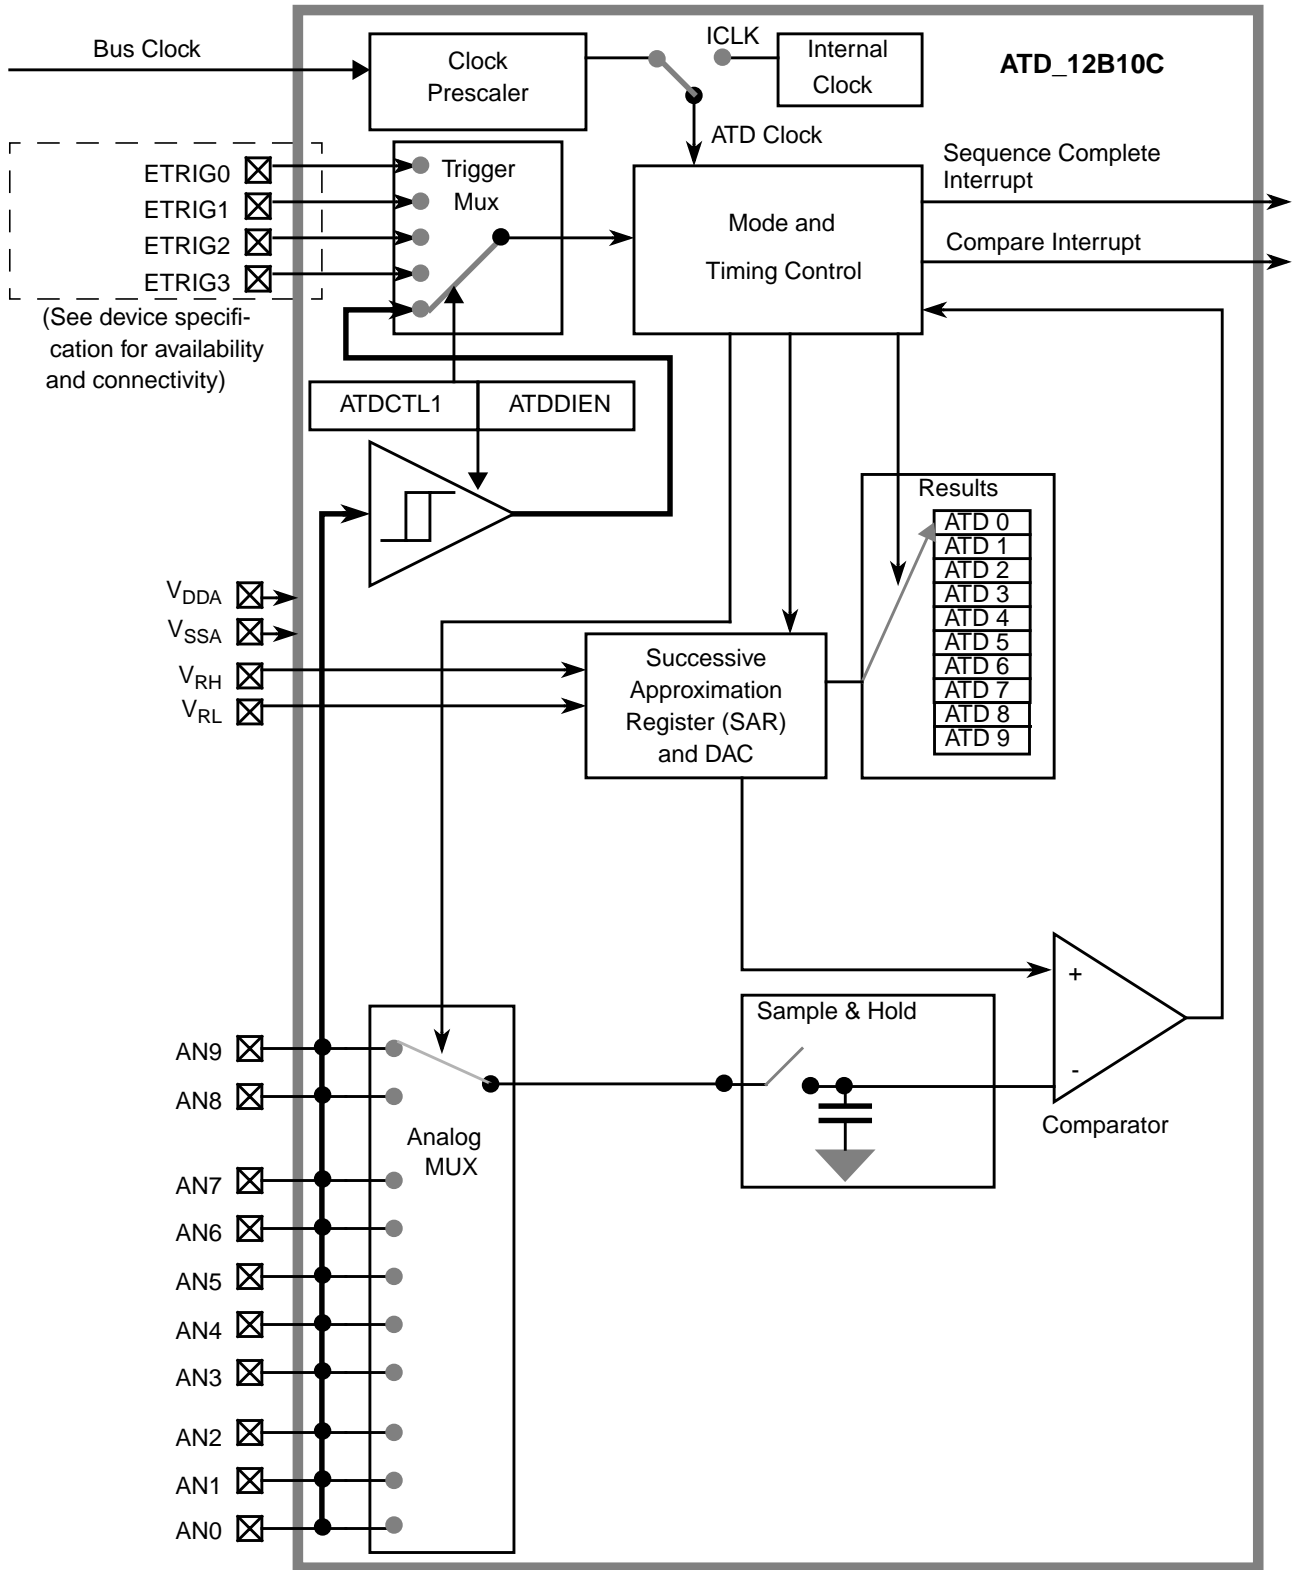 Bus Clock
Clock
Prescaler
ICLK
Internal
Clock
ATD_12B10C
ATD Clock
ETRIG0
ETRIG1
ETRIG2
ETRIG3
(See device specifi-
cation for availability
and connectivity)
Trigger
Mux
Mode and
Timing Control
Sequence Complete
Interrupt
Compare Interrupt
ATDCTL1
ATDDIEN
Results
ATD 0
ATD 1
ATD 2
ATD 3
ATD 4
ATD 5
ATD 6
ATD 7
ATD 8
ATD 9
VDDA
VSSA
VRH
VRL
Successive
Approximation
Register (SAR)
and DAC
+
-
Comparator
Sample & Hold
Analog
MUX
AN9
AN8
AN7
AN6
AN5
AN4
AN3
AN2
AN1
AN0